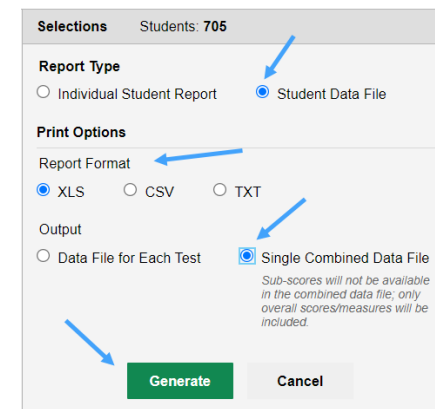 Selections Students: 705
Report Type
Individual Student Report Student Data File
Print Options
Report Format
XLS CSV TXT
Output
Data File for Each Test Single Combined Data File
Sub-scores will not be available
in the combined data file; only
overall scores/measures will be
included.
Generate Cancel